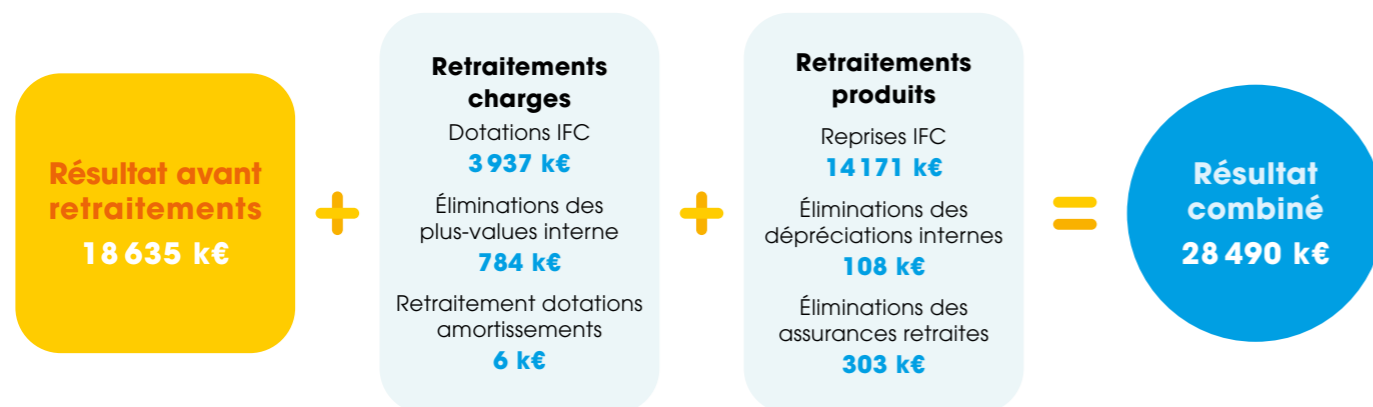 Résultat avant
retraitements
18 635 k€
+
Retraitements
charges
Dotations IFC
3 937 k€
Éliminations des
plus-values interne
784 k€
Retraitement dotations
amortissements
6 k€
+
Retraitements
produits
Reprises IFC
14 171 k€
Éliminations des
dépréciations internes
108 k€
Éliminations des
assurances retraites
303 k€
=
Résultat
combiné
28 490 k€